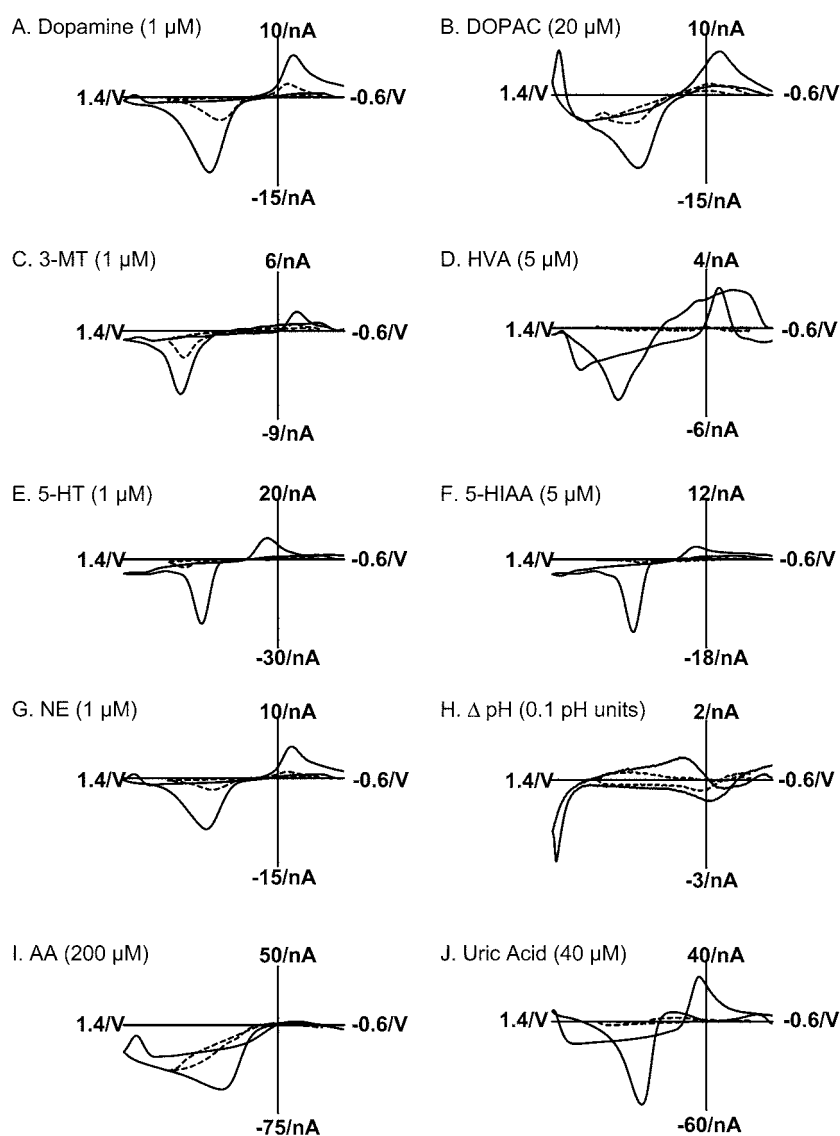 A. Dopamine (1 µM)
10/nA
1.4/V
-0.6/V
-15/nA
B. DOPAC (20 µM)
10/nA
1.4/V
-0.6/V
-15/nA
C. 3-MT (1 µM)
6/nA
1.4/V
-0.6/V
-9/nA
D. HVA (5 µM)
4/nA
1.4/V
-0.6/V
-6/nA
E. 5-HT (1 µM)
20/nA
1.4/V
-0.6/V
-30/nA
F. 5-HIAA (5 µM)
12/nA
1.4/V
-0.6/V
-18/nA
G. NE (1 µM)
10/nA
1.4/V
-0.6/V
-15/nA
H. Δ pH (0.1 pH units)
2/nA
1.4/V
-0.6/V
-3/nA
I. AA (200 µM)
50/nA
1.4/V
-0.6/V
-75/nA
J. Uric Acid (40 µM)
40/nA
1.4/V
-0.6/V
-60/nA